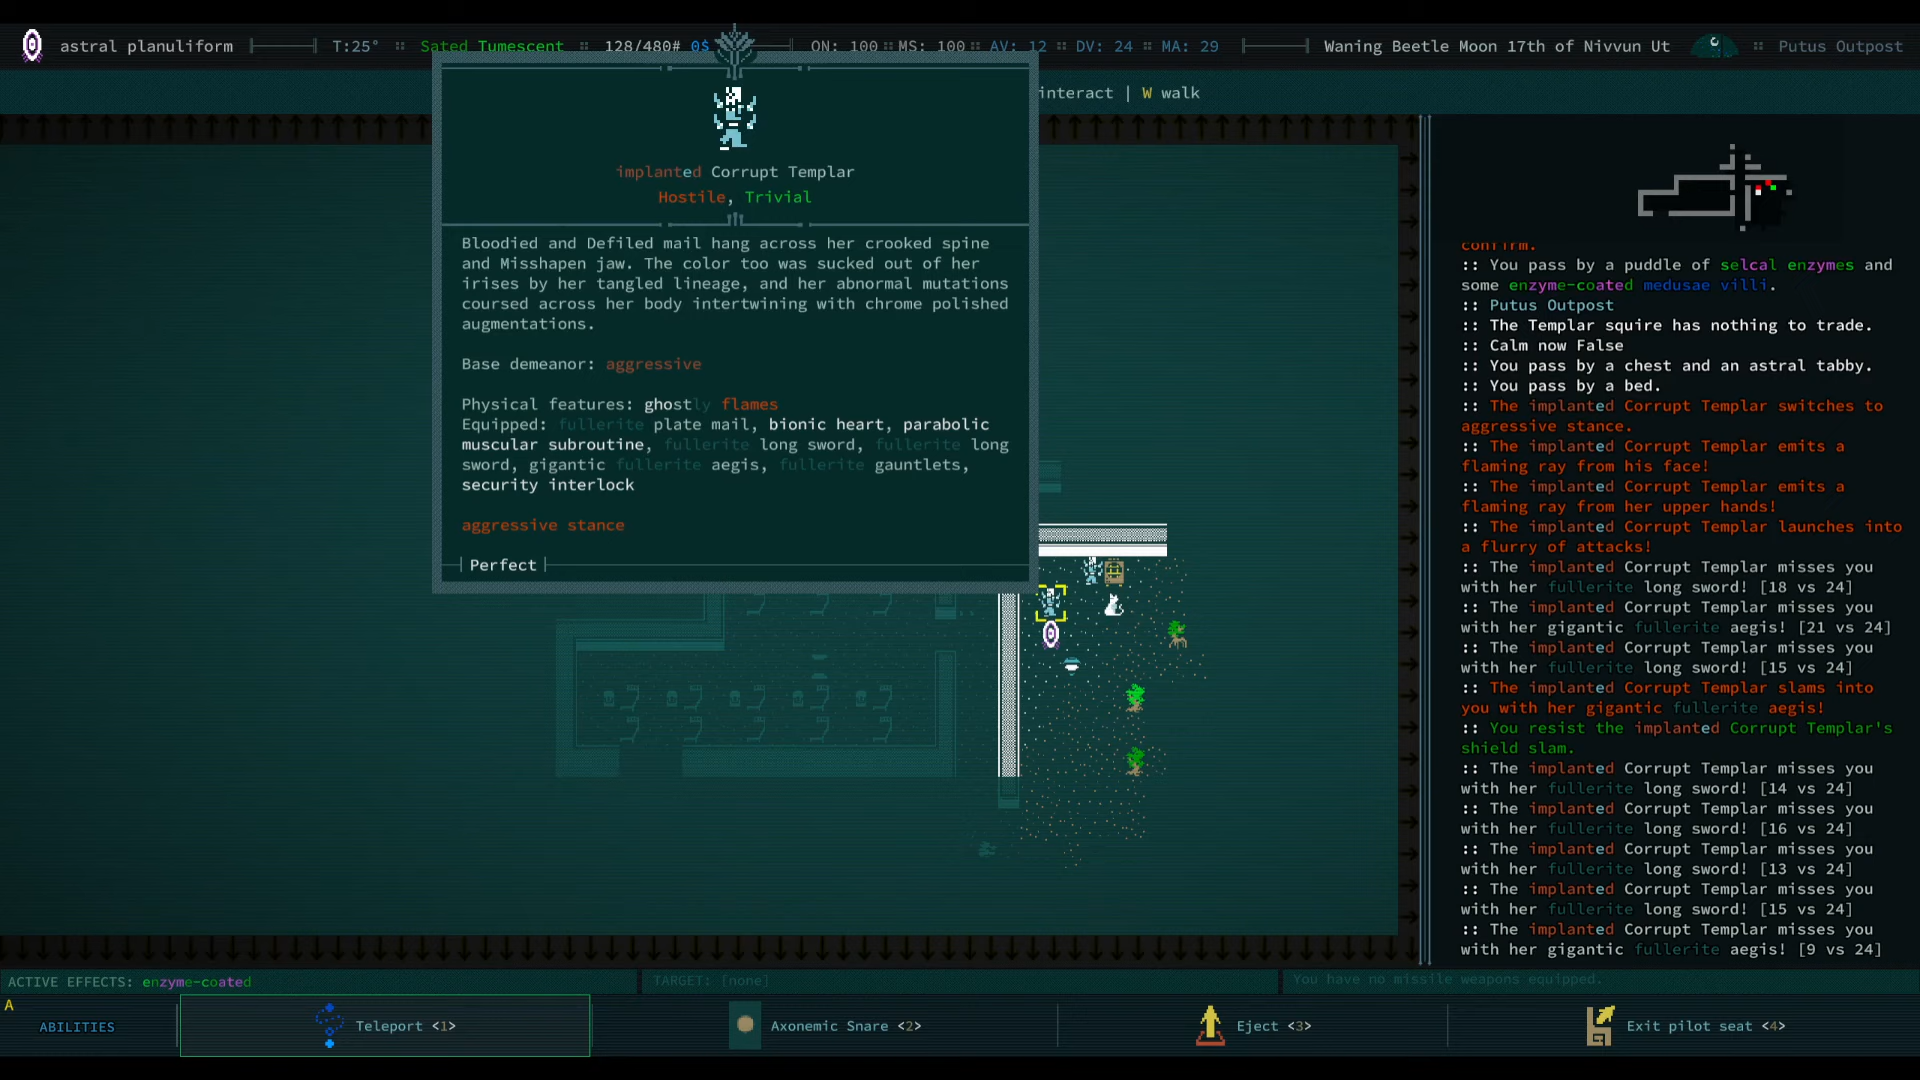 astral planuliform T:25° :: Sated Tumescent :: 128/480# 0$ ON: 100 :: MS: 100 :: AV: 12 :: DV: 24 :: MA: 29 Waning Beetle Moon 17th of Nivvun Ut :: Putus Outpost
interact | W walk
implanted Corrupt Templar
Hostile, Trivial
Bloodied and Defiled mail hang across her crooked spine
and Misshapen jaw. The color too was sucked out of her
irises by her tangled lineage, and her abnormal mutations
coursed across her body intertwining with chrome polished
augmentations.
Base demeanor: aggressive
Physical features: ghostly flames
Equipped: fullerite plate mail, bionic heart, parabolic
muscular subroutine, fullerite long sword, fullerite long
sword, gigantic fullerite aegis, fullerite gauntlets,
security interlock
aggressive stance
Perfect
confirm.
:: You pass by a puddle of selcal enzymes and
some enzyme-coated medusae villi.
:: Putus Outpost
:: The Templar squire has nothing to trade.
:: Calm now False
:: You pass by a chest and an astral tabby.
:: You pass by a bed.
:: The implanted Corrupt Templar switches to
aggressive stance.
:: The implanted Corrupt Templar emits a
flaming ray from his face!
:: The implanted Corrupt Templar emits a
flaming ray from her upper hands!
:: The implanted Corrupt Templar launches into
a flurry of attacks!
:: The implanted Corrupt Templar misses you
with her fullerite long sword! [18 vs 24]
:: The implanted Corrupt Templar misses you
with her gigantic fullerite aegis! [21 vs 24]
:: The implanted Corrupt Templar misses you
with her fullerite long sword! [15 vs 24]
:: The implanted Corrupt Templar slams into
you with her gigantic fullerite aegis!
:: You resist the implanted Corrupt Templar's
shield slam.
:: The implanted Corrupt Templar misses you
with her fullerite long sword! [14 vs 24]
:: The implanted Corrupt Templar misses you
with her fullerite long sword! [16 vs 24]
:: The implanted Corrupt Templar misses you
with her fullerite long sword! [13 vs 24]
:: The implanted Corrupt Templar misses you
with her fullerite long sword! [15 vs 24]
:: The implanted Corrupt Templar misses you
with her gigantic fullerite aegis! [9 vs 24]
ACTIVE EFFECTS: enzyme-coated TARGET: [none] You have no missile weapons equipped.
A
ABILITIES Teleport <1> Axonemic Snare <2> Eject <3> Exit pilot seat <4>